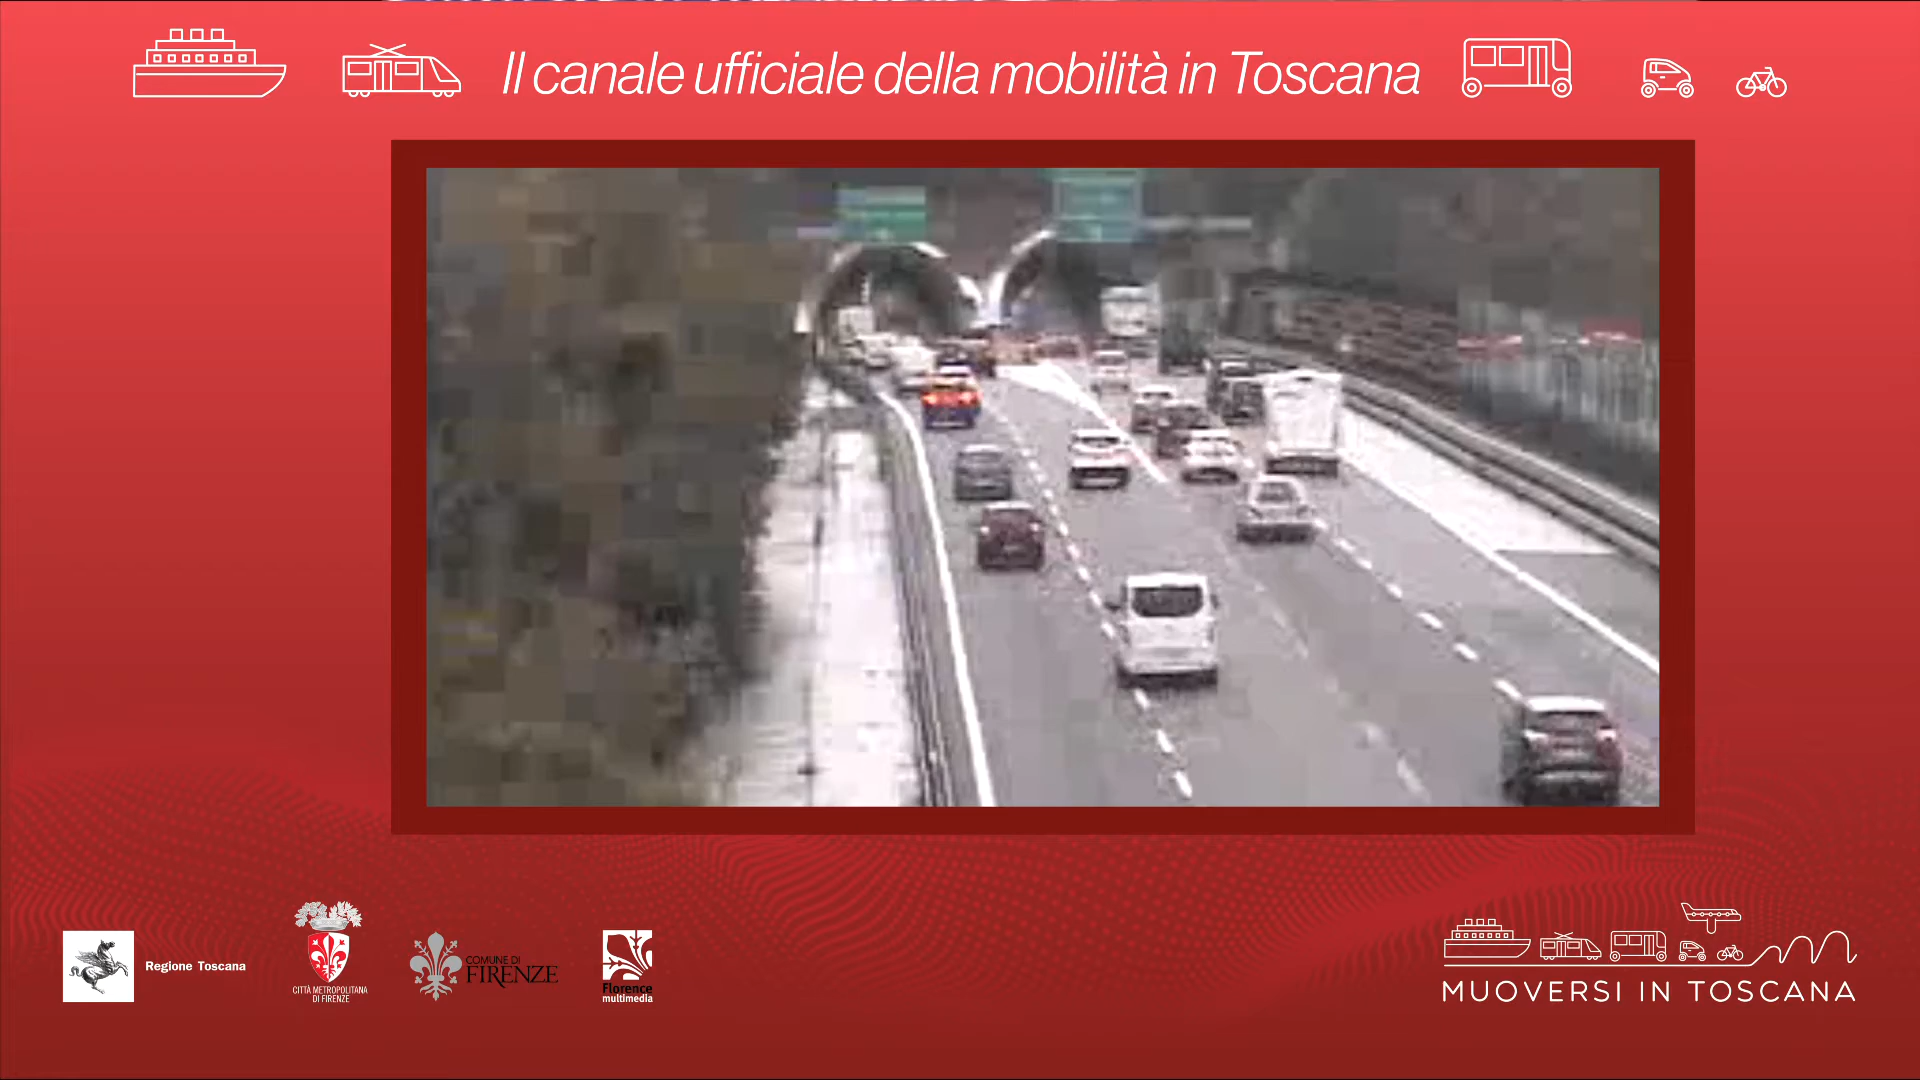 Il canale ufficiale della mobilità in Toscana
Regione Toscana
CITTÀ METROPOLITANA
DI FIRENZE
COMUNE DI
FIRENZE
Florence
multimedia
MUOVERSI IN TOSCANA